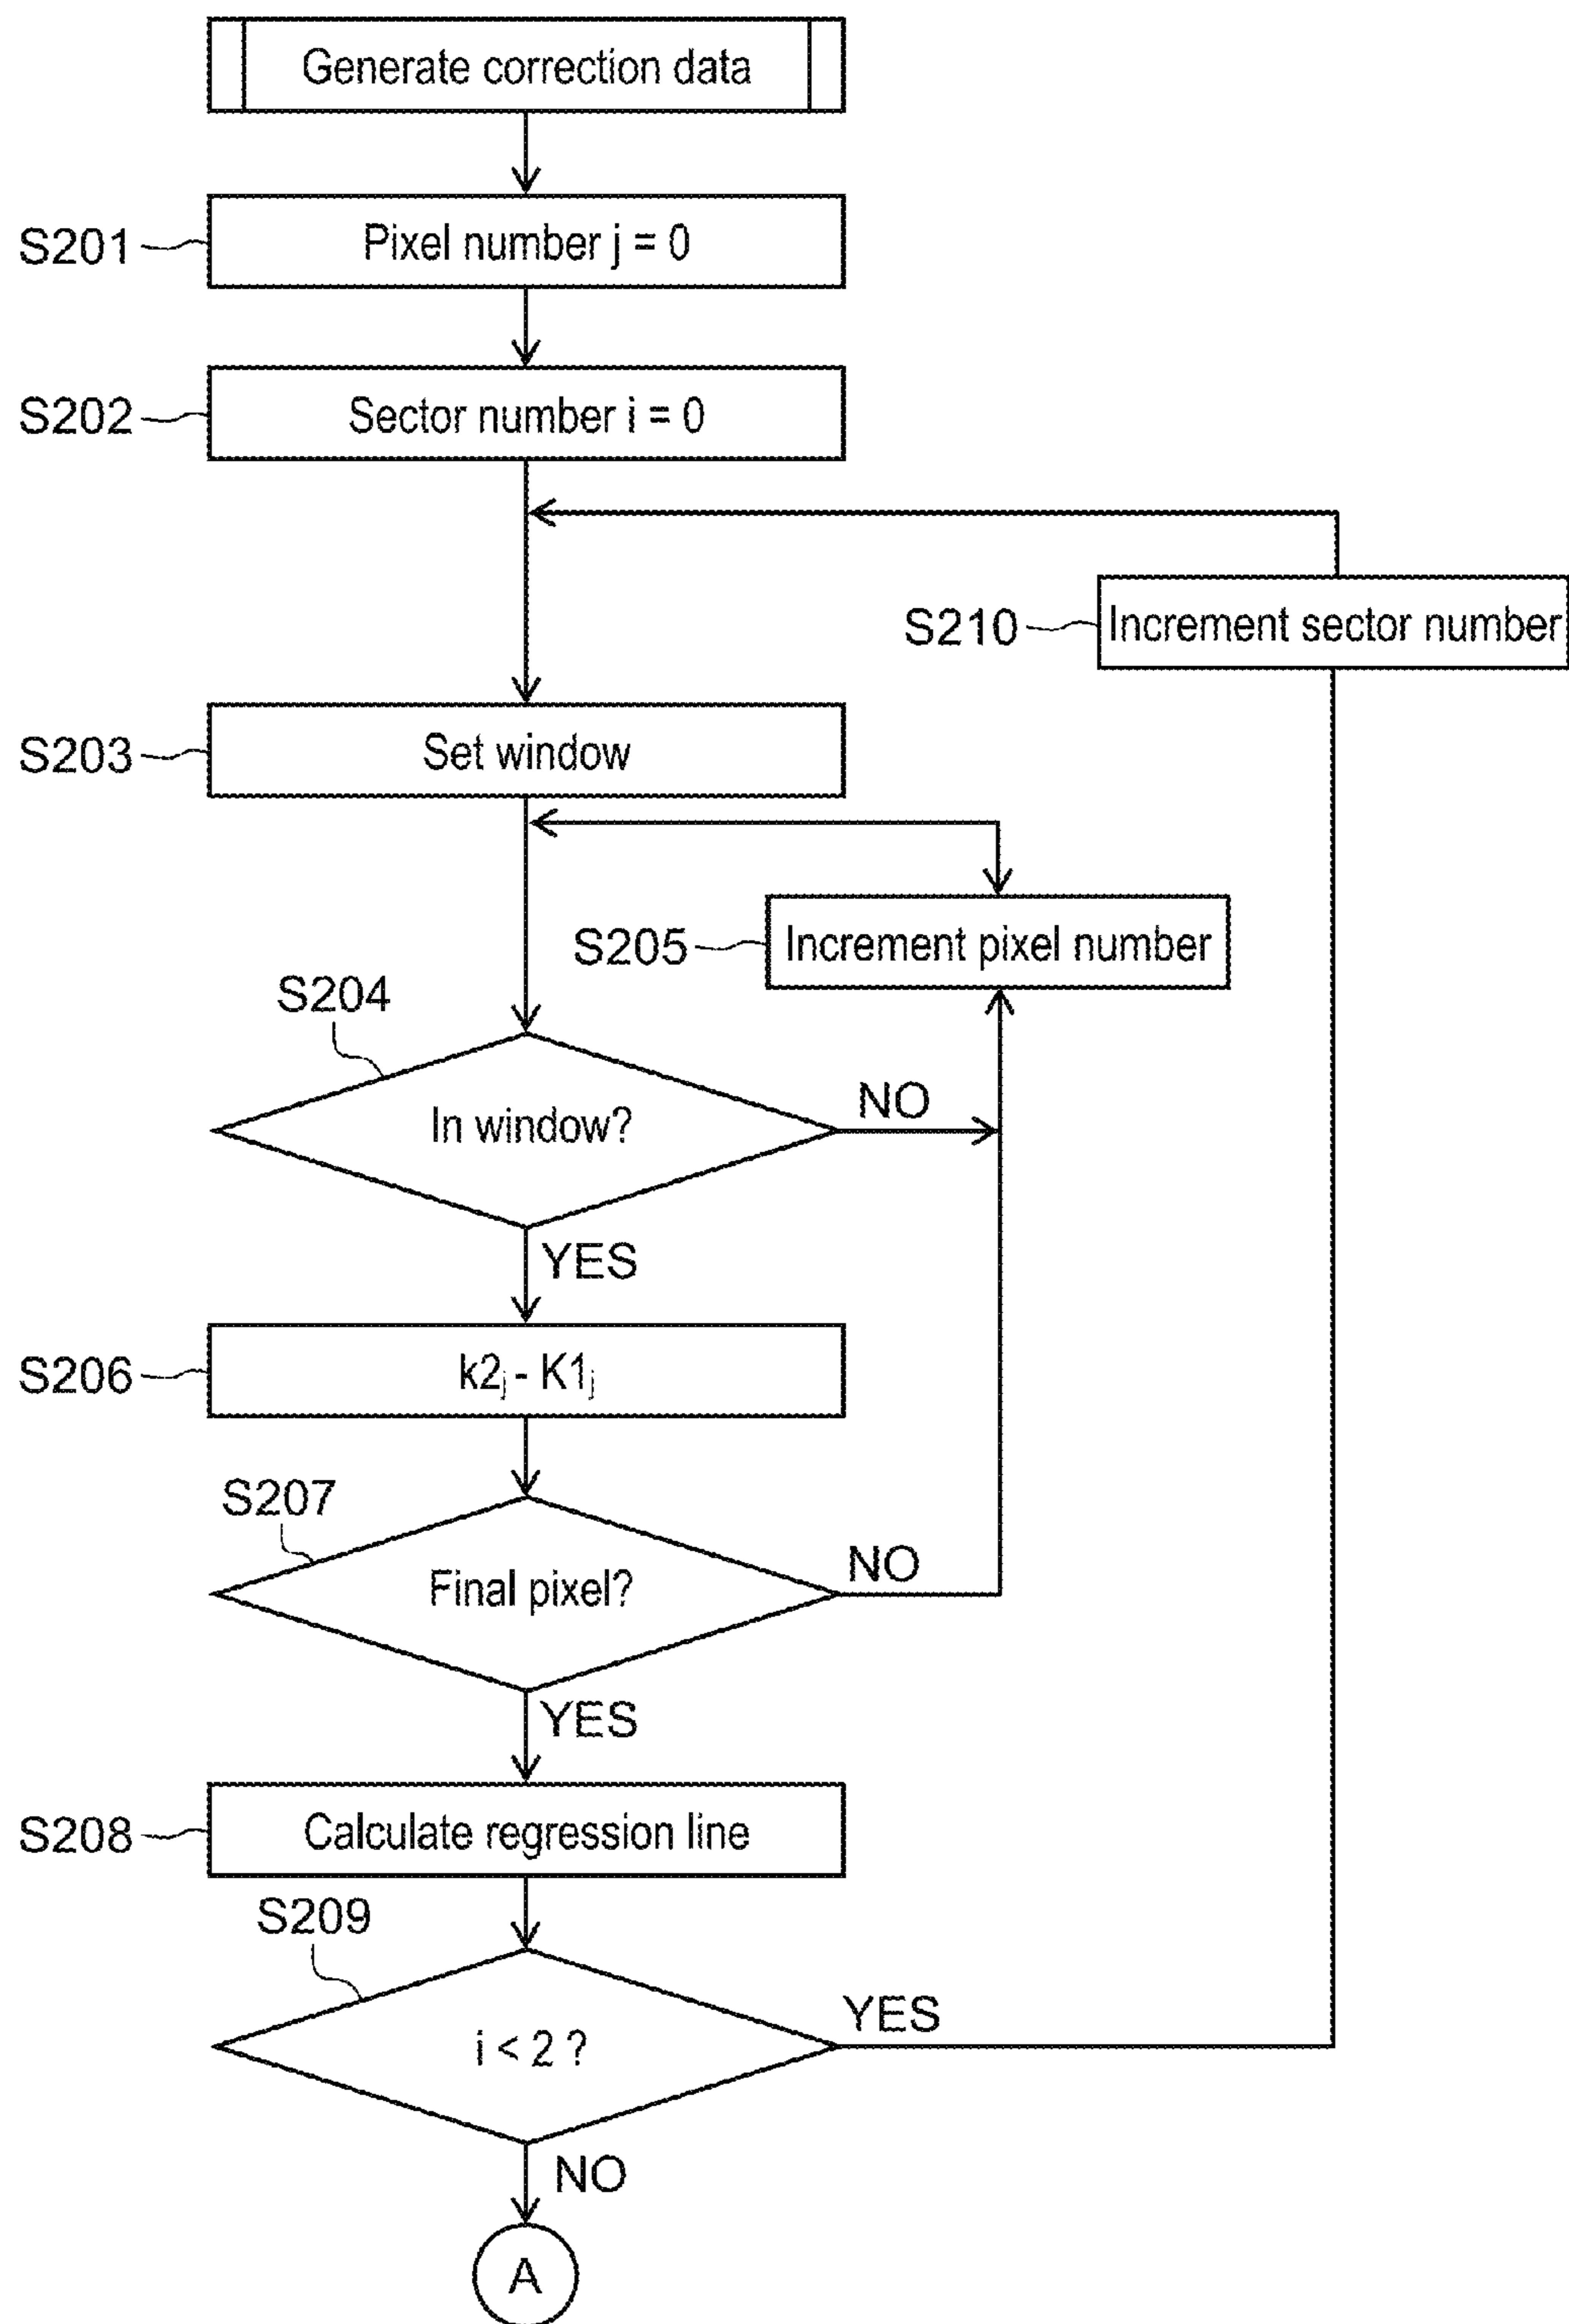 Generate correction data
S201
Pixel number j = 0
S202
Sector number i = 0
S210
Increment sector number
S203
Set window
S205
Increment pixel number
S204
In window?
NO
YES
S206
k2j - K1j
S207
Final pixel?
NO
YES
S208
Calculate regression line
S209
i < 2 ?
YES
NO
A